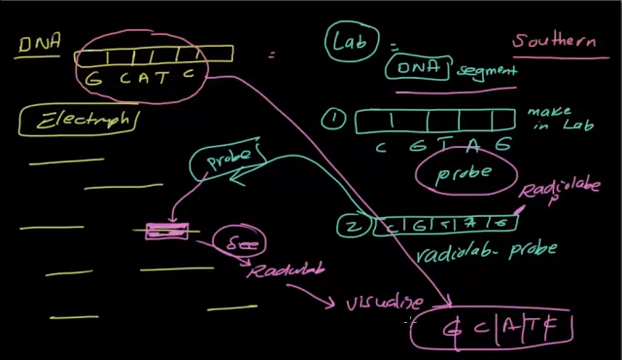 DNA
=
Lab
=
Southern
DNA segment
G C A T C
Electroph
① make in Lab
C G T A G
probe
probe
Radiolabe
② C G T A G
radiolab- probe
See
Radiolab
visualise
G C A T C